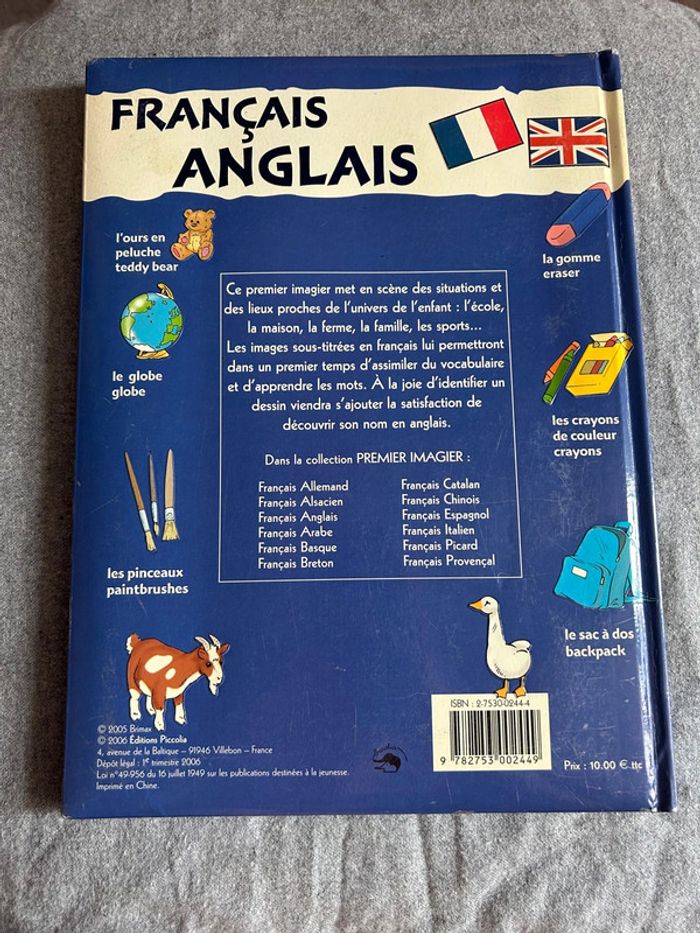 FRANÇAIS
ANGLAIS
l'ours en
peluche
teddy bear
la gomme
eraser
le globe
globe
Ce premier imagier met en scène des situations et
des lieux proches de l'univers de l'enfant : l'école,
la maison, la ferme, la famille, les sports...
Les images sous-titrées en français lui permettront
dans un premier temps d'assimiler du vocabulaire
et d'apprendre les mots. À la joie d'identifier un
dessin viendra s'ajouter la satisfaction de
découvrir son nom en anglais.
les crayons
de couleur
crayons
Dans la collection PREMIER IMAGIER :
Français Allemand
Français Alsacien
Français Anglais
Français Arabe
Français Basque
Français Breton
Français Catalan
Français Chinois
Français Espagnol
Français Italien
Français Picard
Français Provençal
les pinceaux
paintbrushes
le sac à dos
backpack
© 2005 Brimax
© 2006 Éditions Piccolia
4, avenue de la Baltique – 91946 Villebon – France
Dépôt légal : 1er trimestre 2006
Loi n°49-956 du 16 juillet 1949 sur les publications destinées à la jeunesse.
Imprimé en Chine.
ISBN : 2-7530-0244-4
9 782753 002449
Prix : 10.00 € ttc